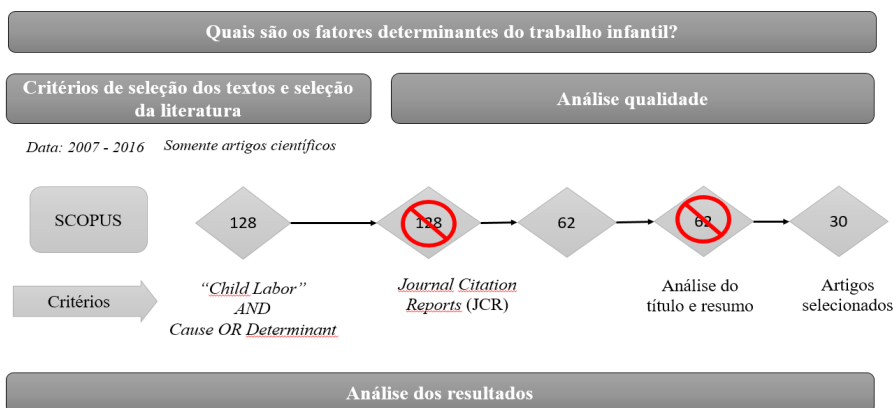 Quais são os fatores determinantes do trabalho infantil?
Critérios de seleção dos textos e seleção
da literatura
Análise qualidade
Data: 2007 - 2016
Somente artigos científicos
SCOPUS
128
128
62
62
30
Critérios
“Child Labor”
AND
Cause OR Determinant
Journal Citation
Reports (JCR)
Análise do
título e resumo
Artigos
selecionados
Análise dos resultados